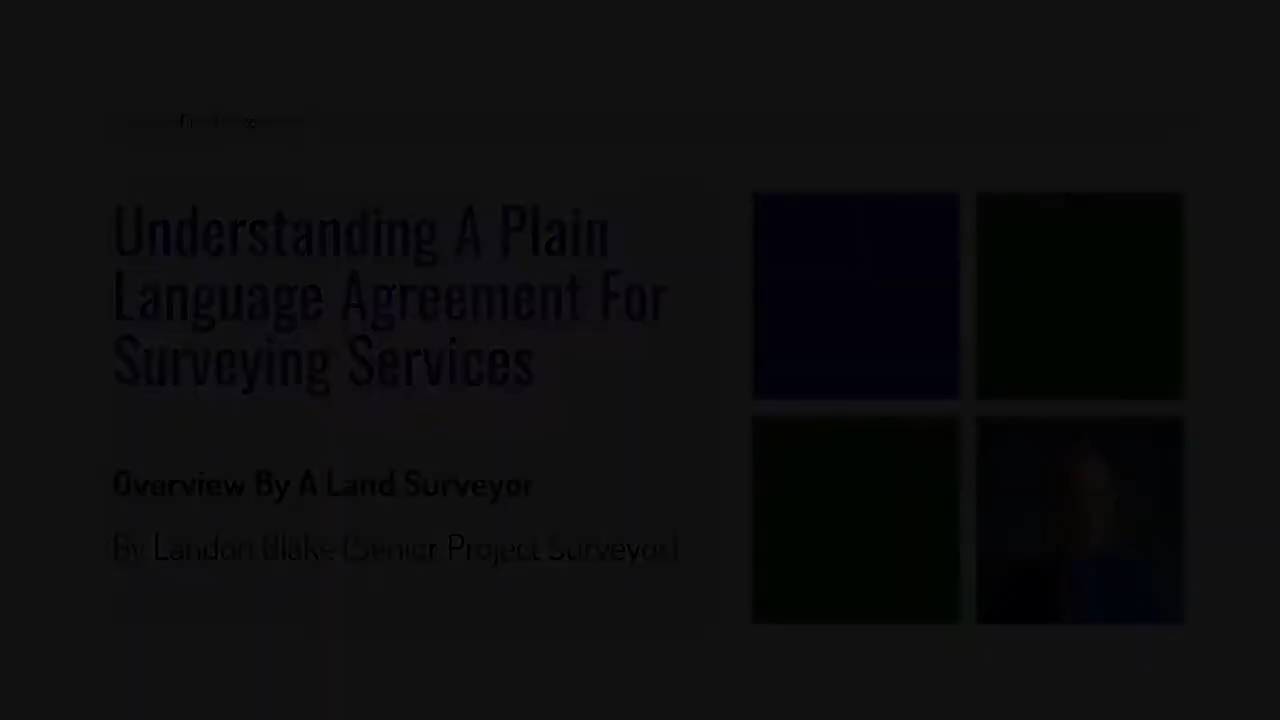 Understanding A Plain
Language Agreement For
Surveying Services
Overview By A Land Surveyor
By Landon Blake (Senior Project Surveyor)